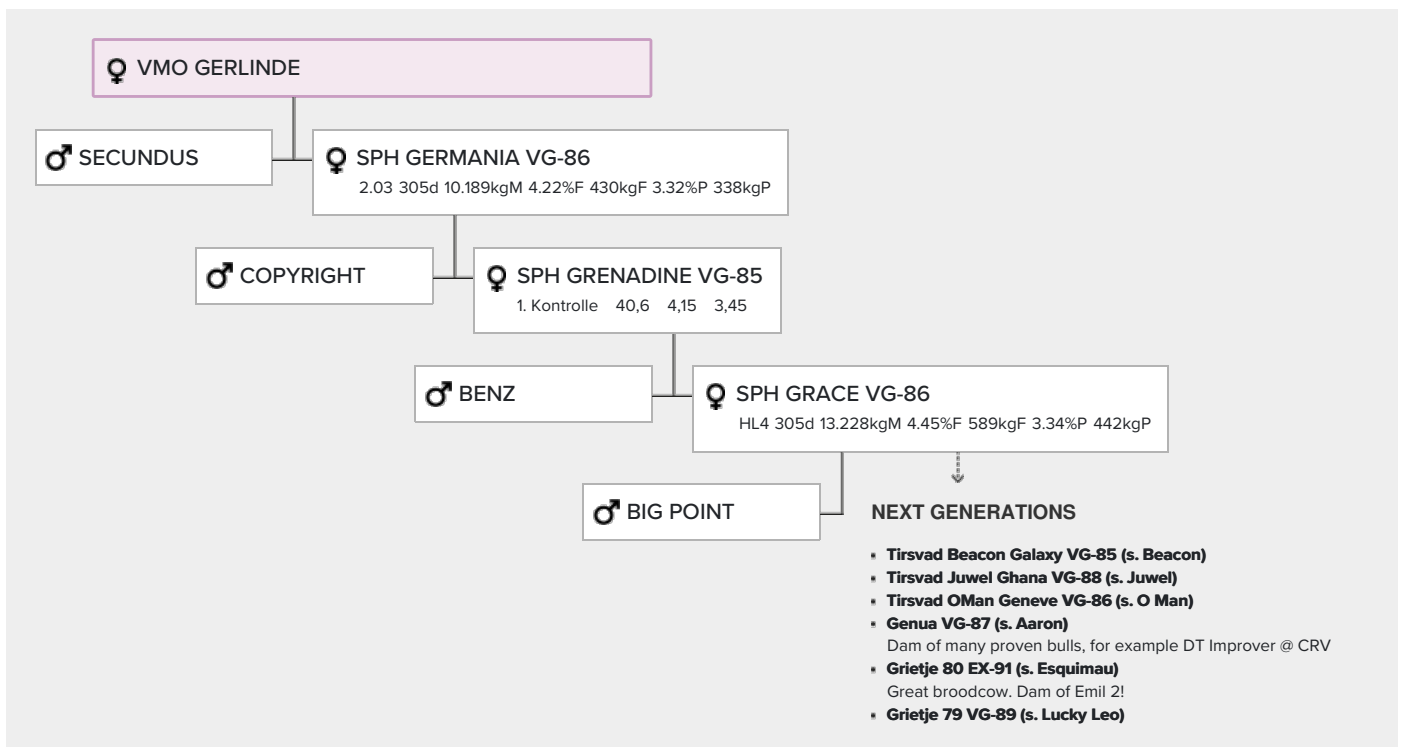 VMO GERLINDE
SECUNDUS
SPH GERMANIA VG-86
2.03 305d 10.189kgM 4.22%F 430kgF 3.32%P 338kgP
COPYRIGHT
SPH GRENADINE VG-85
1. Kontrolle 40,6 4,15 3,45
BENZ
SPH GRACE VG-86
HL4 305d 13.228kgM 4.45%F 589kgF 3.34%P 442kgP
BIG POINT
NEXT GENERATIONS
Tirsvad Beacon Galaxy VG-85 (s. Beacon)
Tirsvad Juwel Ghana VG-88 (s. Juwel)
Tirsvad OMan Geneve VG-86 (s. O Man)
Genua VG-87 (s. Aaron)
Dam of many proven bulls, for example DT Improver @ CRV
Grietje 80 EX-91 (s. Esquimau)
Great broodcow. Dam of Emil 2!
Grietje 79 VG-89 (s. Lucky Leo)